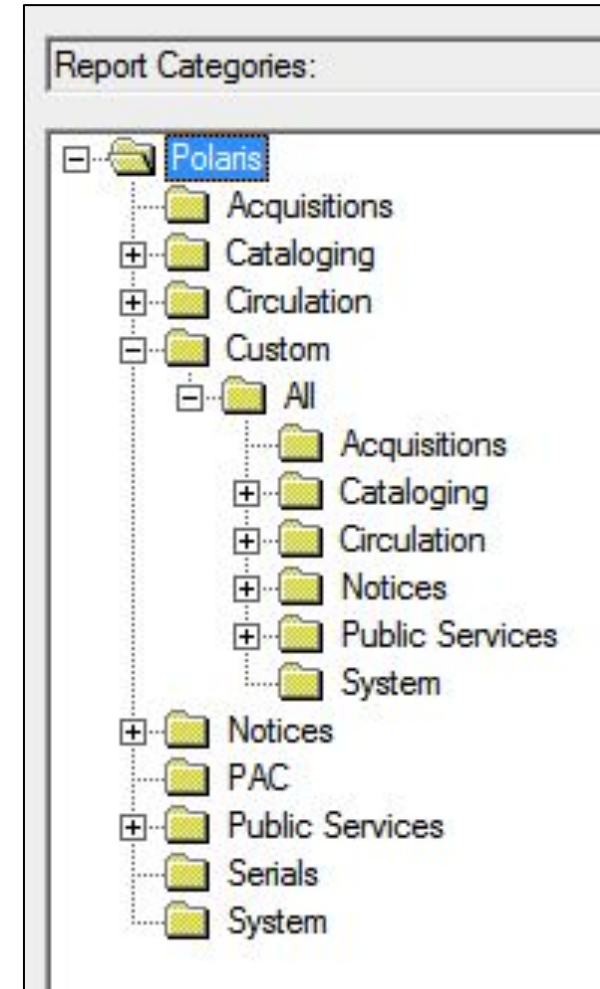 Report Categories:
Polaris
Acquisitions
Cataloging
Circulation
Custom
All
Acquisitions
Cataloging
Circulation
Notices
Public Services
System
Notices
PAC
Public Services
Serials
System